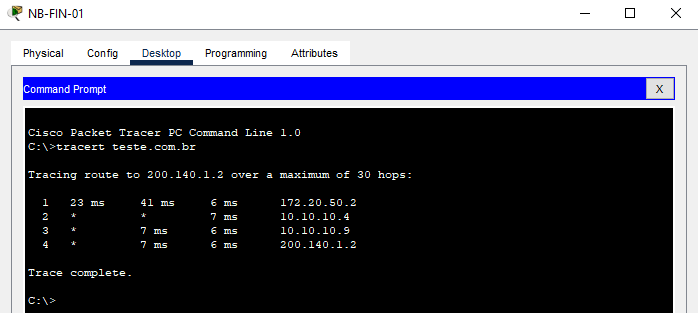 NB-FIN-01
Physical Config Desktop Programming Attributes
Command Prompt X
Cisco Packet Tracer PC Command Line 1.0
C:\>tracert teste.com.br
Tracing route to 200.140.1.2 over a maximum of 30 hops:
1 23 ms 41 ms 6 ms 172.20.50.2
2 * * 7 ms 10.10.10.4
3 * 7 ms 6 ms 10.10.10.9
4 * 7 ms 6 ms 200.140.1.2
Trace complete.
C:\>